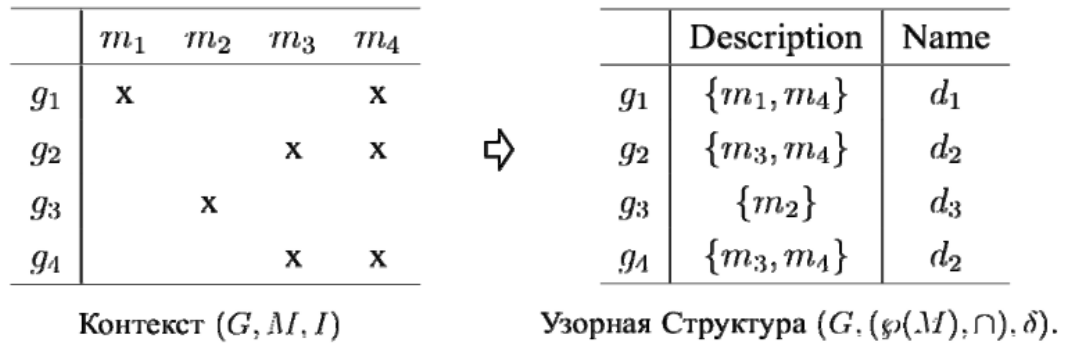 m₁ m₂ m₃ m₄
g₁ x x
g₂ x x
g₃ x
g₄ x x
Контекст (G, M, I)
⇨
Description Name
g₁ {m₁, m₄} d₁
g₂ {m₃, m₄} d₂
g₃ {m₂} d₃
g₄ {m₃, m₄} d₂
Узорная Структура (G, (℘(M), ∩), δ).